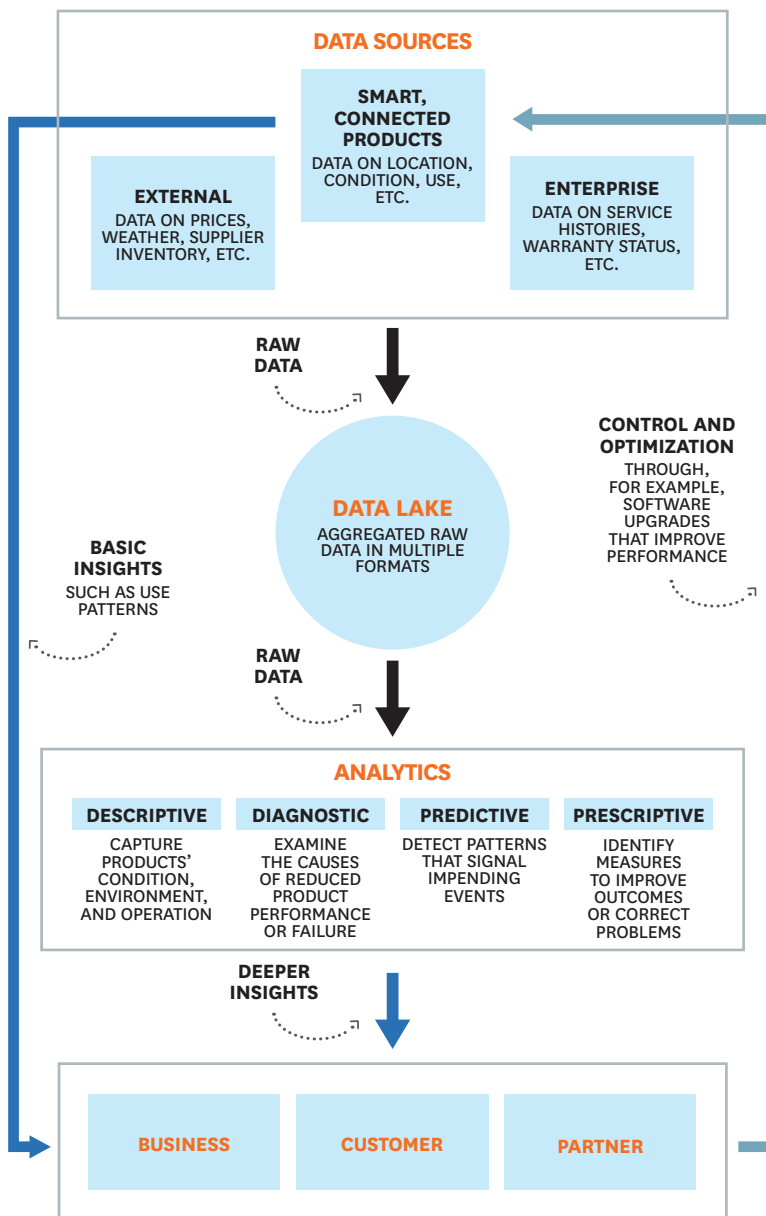 DATA SOURCES
SMART,
CONNECTED
PRODUCTS
DATA ON LOCATION,
CONDITION, USE,
ETC.
EXTERNAL
DATA ON PRICES,
WEATHER, SUPPLIER
INVENTORY, ETC.
ENTERPRISE
DATA ON SERVICE
HISTORIES,
WARRANTY STATUS,
ETC.
RAW
DATA
CONTROL AND
OPTIMIZATION
THROUGH,
FOR EXAMPLE,
SOFTWARE
UPGRADES
THAT IMPROVE
PERFORMANCE
DATA LAKE
AGGREGATED RAW
DATA IN MULTIPLE
FORMATS
BASIC
INSIGHTS
SUCH AS USE
PATTERNS
RAW
DATA
ANALYTICS
DESCRIPTIVE
CAPTURE
PRODUCTS’
CONDITION,
ENVIRONMENT,
AND OPERATION
DIAGNOSTIC
EXAMINE
THE CAUSES
OF REDUCED
PRODUCT
PERFORMANCE
OR FAILURE
PREDICTIVE
DETECT PATTERNS
THAT SIGNAL
IMPENDING
EVENTS
PRESCRIPTIVE
IDENTIFY
MEASURES
TO IMPROVE
OUTCOMES
OR CORRECT
PROBLEMS
DEEPER
INSIGHTS
BUSINESS
CUSTOMER
PARTNER